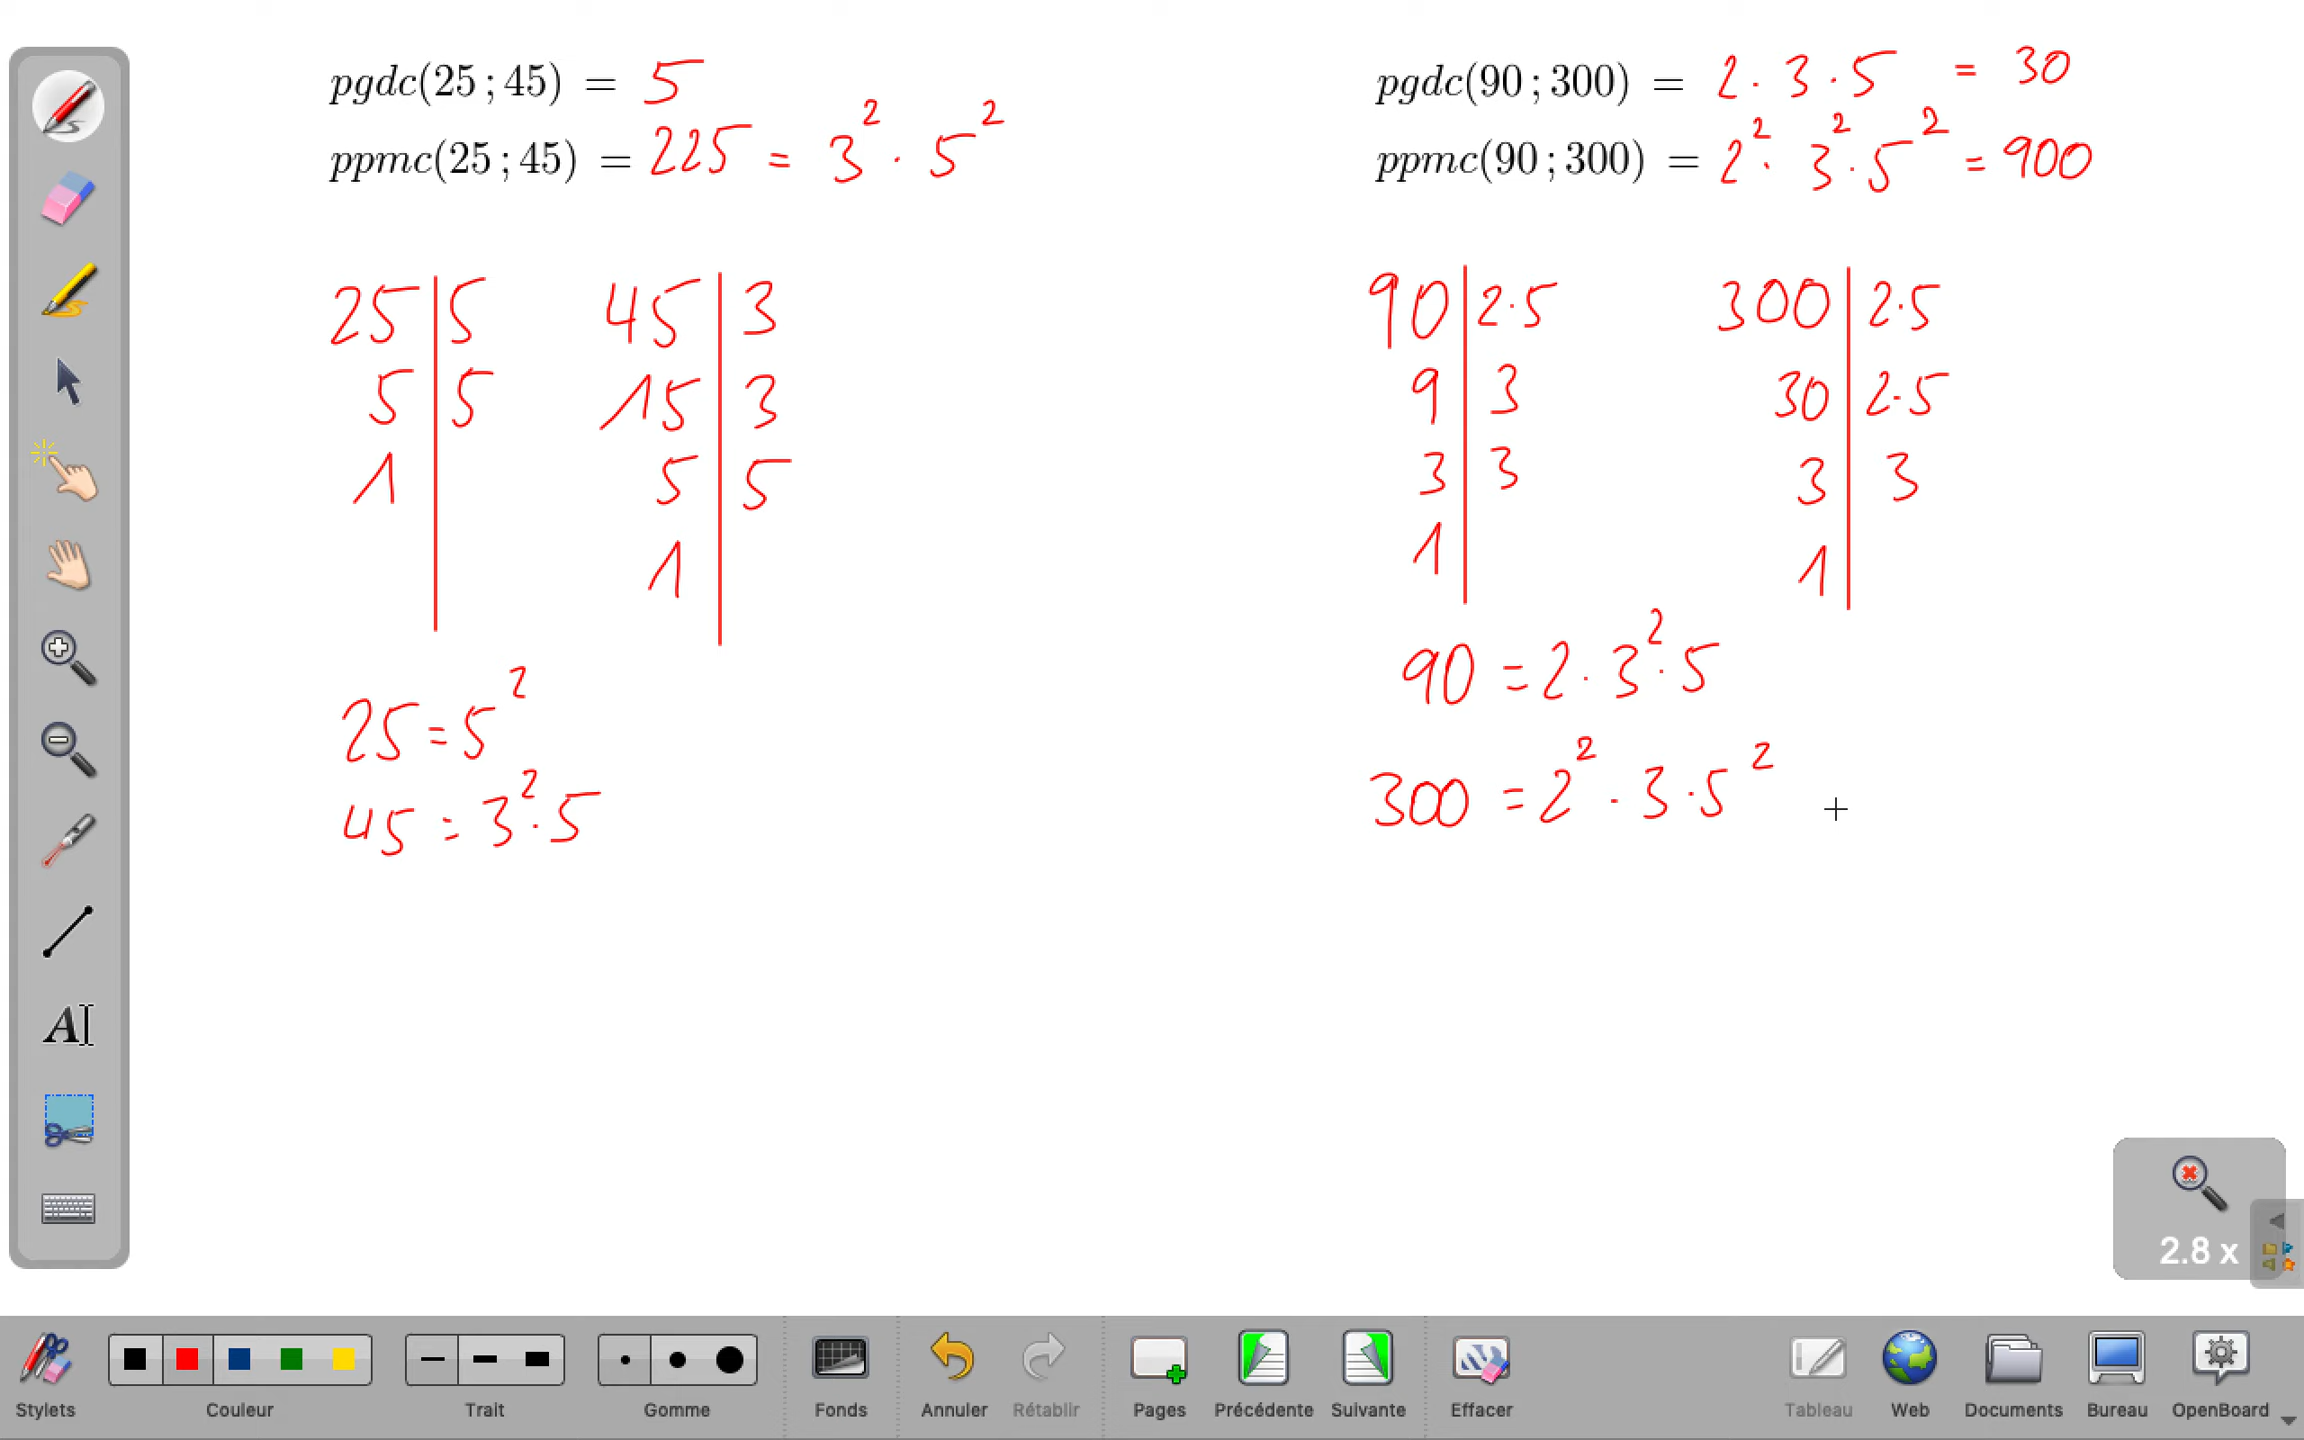 pgdc(25 ; 45) = 5
ppmc(25 ; 45) = 225 = 3² · 5²
25 | 5
5 | 5
1
45 | 3
15 | 3
5 | 5
1
25 = 5²
45 = 3² · 5
pgdc(90 ; 300) = 2 · 3 · 5 = 30
ppmc(90 ; 300) = 2² · 3² · 5² = 900
90 | 2·5
9 | 3
3 | 3
1
300 | 2·5
30 | 2·5
3 | 3
1
90 = 2 · 3² · 5
300 = 2² · 3 · 5²
2.8 x
Stylets Couleur Trait Gomme Fonds Annuler Rétablir Pages Précédente Suivante Effacer Tableau Web Documents Bureau OpenBoard